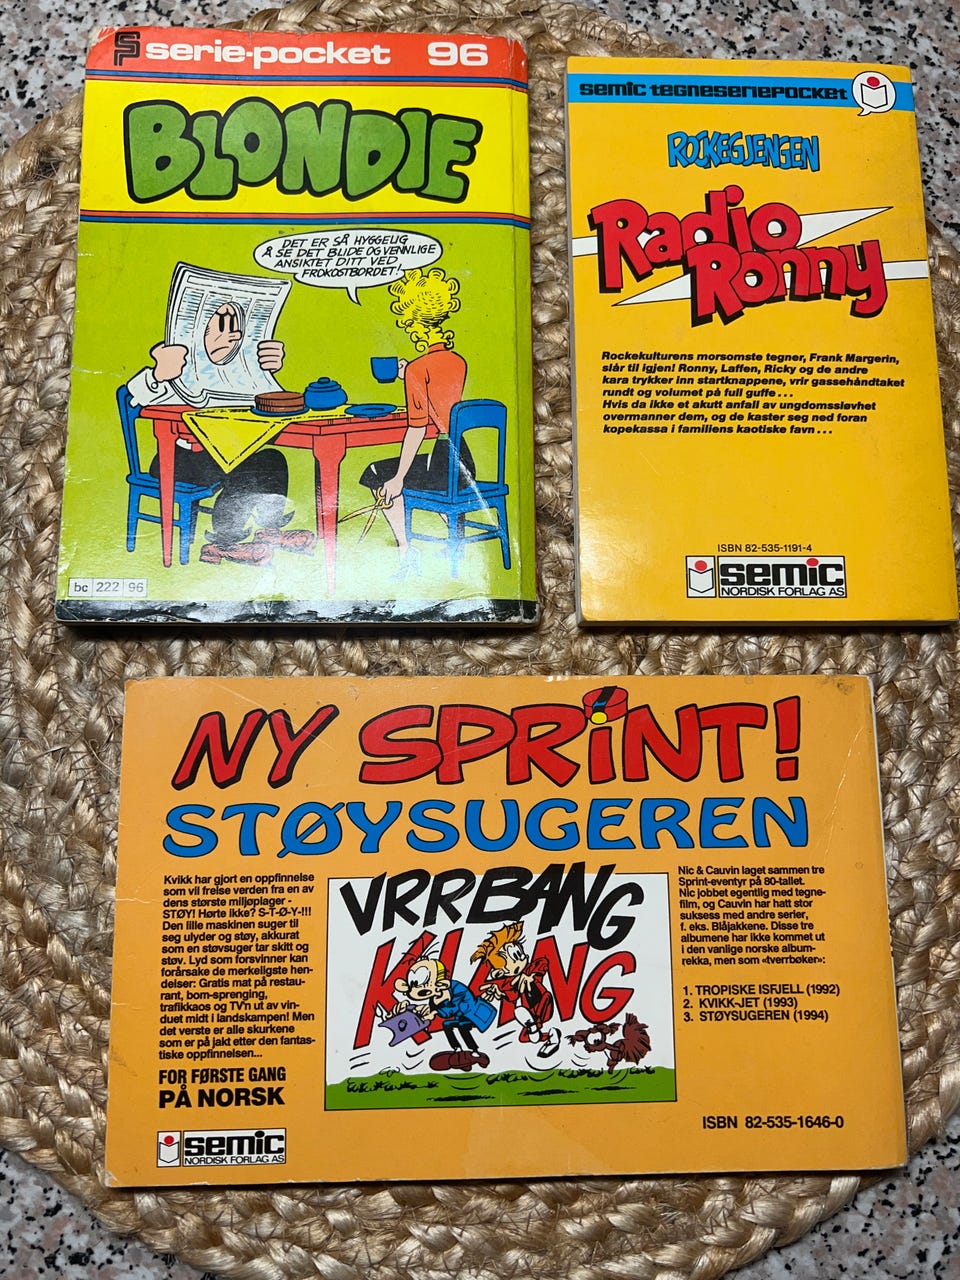 serie-pocket 96
BLONDIE
DET ER SÅ HYGGELIG
Å SE DET BLIDE OG VENNLIGE
ANSIKTET DITT VED
FROKOSTBORDET!
bc 222 96
semic tegneseriepocket
ROCKEGJENGEN
Radio
Ronny
Rockekulturens morsomste tegner, Frank Margerin,
slår til igjen! Ronny, Laffen, Ricky og de andre
kara trykker inn startknappene, vrir gassehåndtaket
rundt og volumet på full guffe . . .
Hvis da ikke et akutt anfall av ungdomsslevhet
overmanner dem, og de kaster seg ned foran
kopekassa i familiens kaotiske favn . . .
ISBN 82-535-1191-4
semic
NORDISK FORLAG AS
NY SPRINT!
STØYSUGEREN
Kvikk har gjort en oppfinnelse
som vil frelse verden fra en av
dens største miljøplager -
STØY! Hørte ikke? S-T-Ø-Y-!!!
Den lille maskinen suger til
seg ulyder og støy, akkurat
som en støvsuger tar skitt og
støv. Lyd som forsvinner kan
forårsake de merkeligste hen-
delser: Gratis mat på restau-
rant, bom-sprenging,
trafikkaos og TV'n ut av vin-
duet midt i landskampen! Men
det verste er alle skurkene
som er på jakt etter den fantas-
tiske oppfinnelsen...
FOR FØRSTE GANG
PÅ NORSK
semic
NORDISK FORLAG AS
VRRBANG
KLANG
Nic & Cauvin laget sammen tre
Sprint-eventyr på 80-tallet.
Nic jobbet egentlig med tegne-
film, og Cauvin har hatt stor
suksess med andre serier,
f. eks. Blåjakkene. Disse tre
albumene har ikke kommet ut
i den vanlige norske album-
rekka, men som «tverrbøker»:
1. TROPISKE ISFJELL (1992)
2. KVIKK-JET (1993)
3. STØYSUGEREN (1994)
ISBN 82-535-1646-0